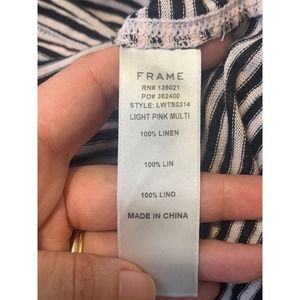 FRAME
RN# 139021
PO# 382400
STYLE: LWTS0314
LIGHT PINK MULTI
100% LINEN
100% LIN
100% LINO
MADE IN CHINA